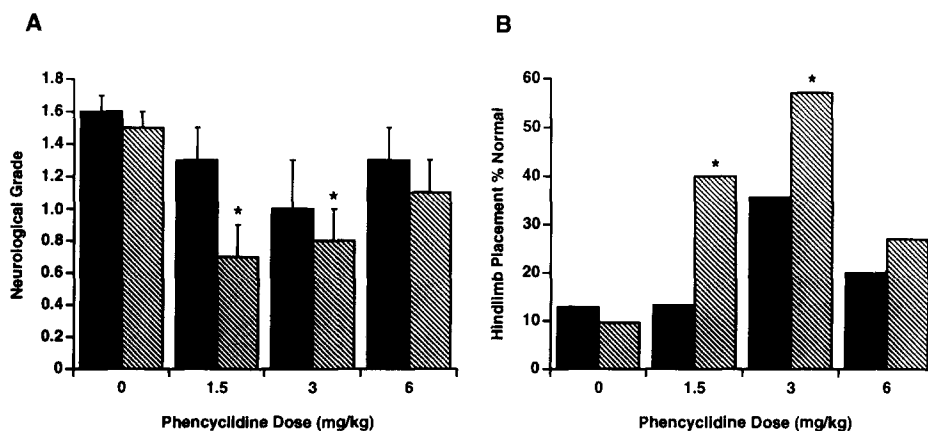 A
Neurological Grade
1.8
1.6
1.4
1.2
1.0
0.8
0.6
0.4
0.2
0
*
*
0 1.5 3 6
Phencyclidine Dose (mg/kg)
B
Hindlimb Placement % Normal
60
50
40
30
20
10
0
*
*
0 1.5 3 6
Phencyclidine Dose (mg/kg)